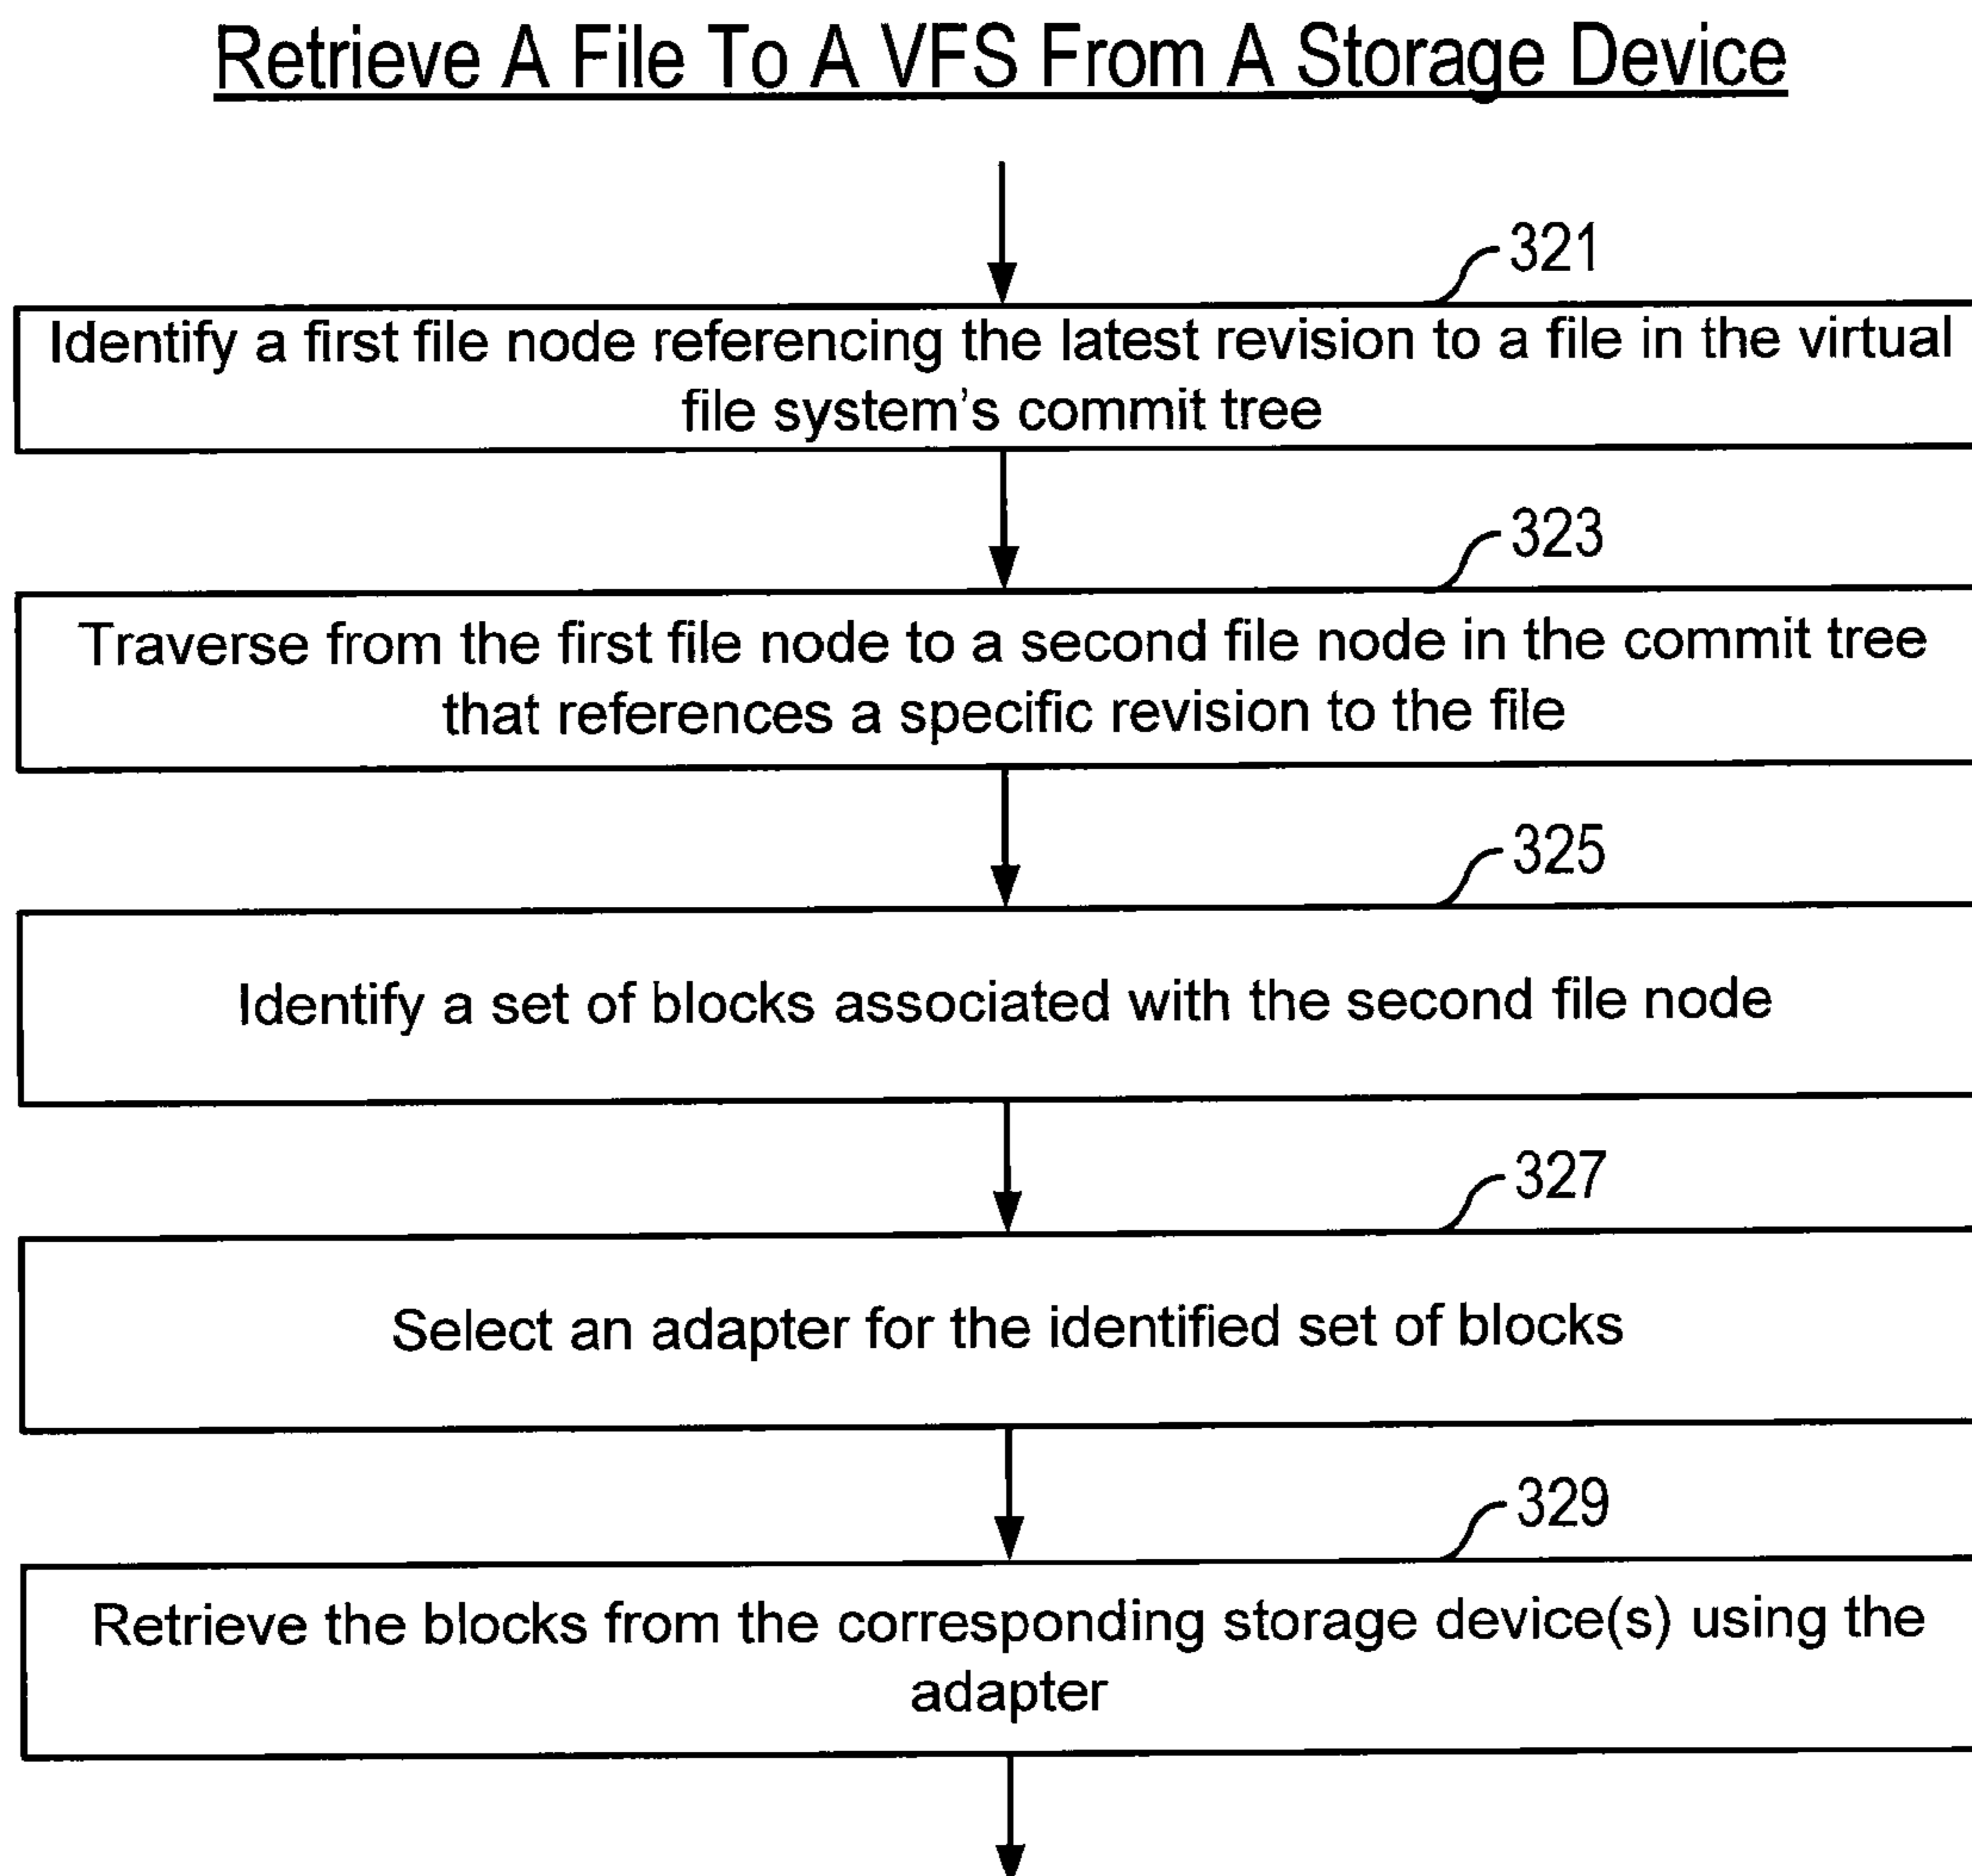 Retrieve A File To A VFS From A Storage Device
321
Identify a first file node referencing the latest revision to a file in the virtual
file system's commit tree
323
Traverse from the first file node to a second file node in the commit tree
that references a specific revision to the file
325
Identify a set of blocks associated with the second file node
327
Select an adapter for the identified set of blocks
329
Retrieve the blocks from the corresponding storage device(s) using the
adapter